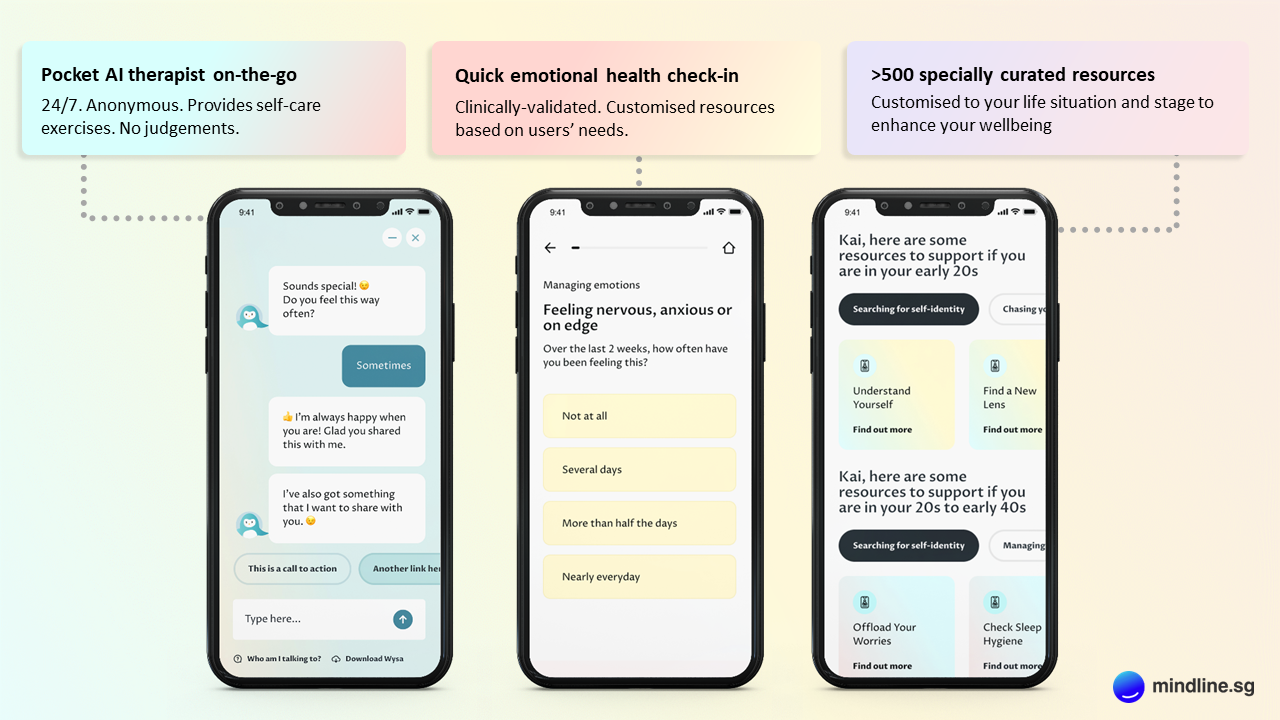 Pocket AI therapist on-the-go
24/7. Anonymous. Provides self-care
exercises. No judgements.
Quick emotional health check-in
Clinically-validated. Customised resources
based on users’ needs.
>500 specially curated resources
Customised to your life situation and stage to
enhance your wellbeing
9:41
Sounds special! 😉
Do you feel this way
often?
Sometimes
👍 I'm always happy when
you are! Glad you shared
this with me.
I've also got something
that I want to share with
you. 😉
This is a call to action
Another link her
Type here...
Who am I talking to?
Download Wysa
9:41
Managing emotions
Feeling nervous, anxious or
on edge
Over the last 2 weeks, how often have
you been feeling this?
Not at all
Several days
More than half the days
Nearly everyday
9:41
Kai, here are some
resources to support if you
are in your early 20s
Searching for self-identity
Chasing yo
Understand
Yourself
Find out more
Find a New
Lens
Find out more
Kai, here are some
resources to support if you
are in your 20s to early 40s
Searching for self-identity
Managing
Offload Your
Worries
Find out more
Check Sleep
Hygiene
Find out more
mindline.sg